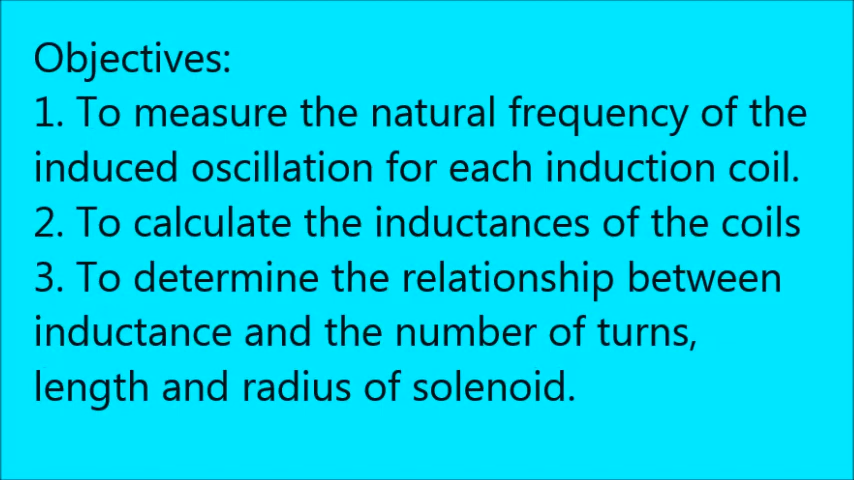 Objectives:
1. To measure the natural frequency of the
induced oscillation for each induction coil.
2. To calculate the inductances of the coils
3. To determine the relationship between
inductance and the number of turns,
length and radius of solenoid.